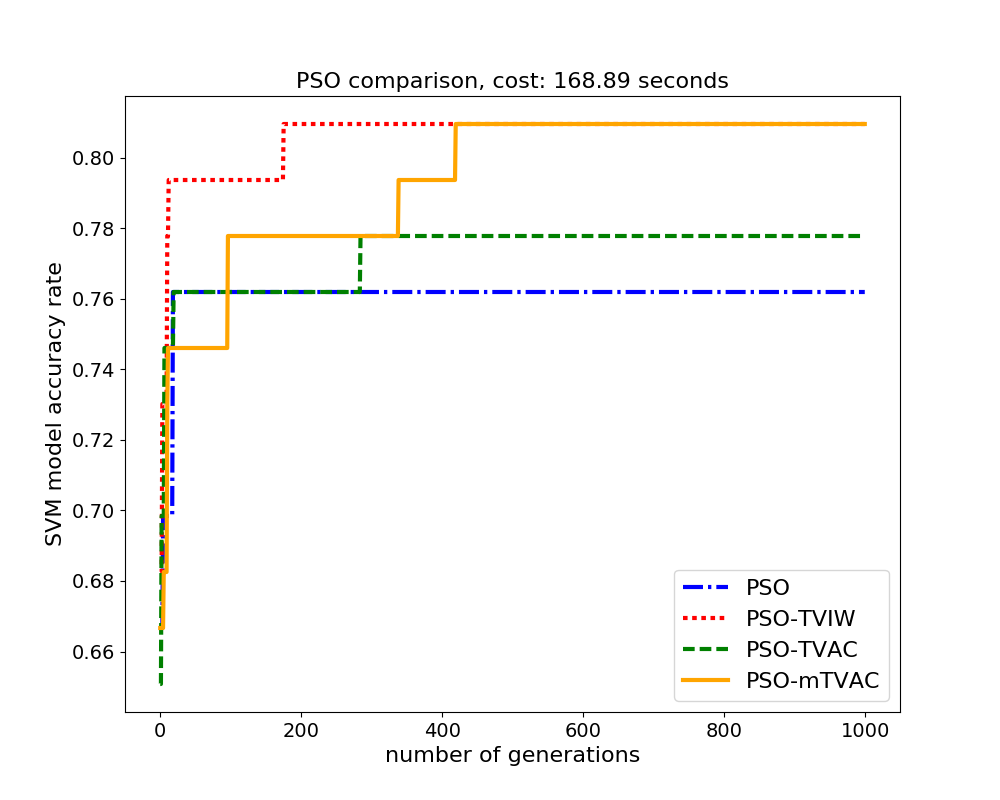 PSO comparison, cost: 168.89 seconds
SVM model accuracy rate
0.80
0.78
0.76
0.74
0.72
0.70
0.68
0.66
0 200 400 600 800 1000
number of generations
PSO
PSO-TVIW
PSO-TVAC
PSO-mTVAC